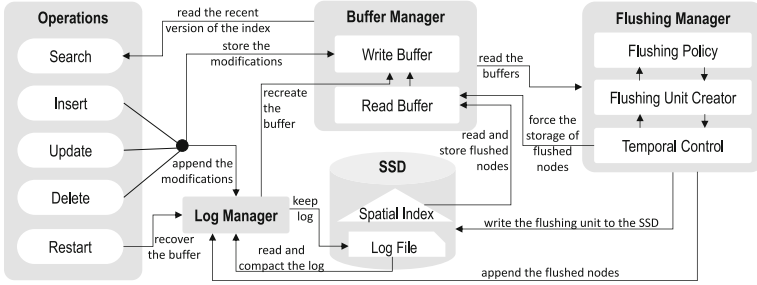 Operations
Search
Insert
Update
Delete
Restart
read the recent
version of the index
store the
modifications
append the
modifications
recover
the buffer
Buffer Manager
Write Buffer
Read Buffer
recreate
the
buffer
Log Manager
keep
log
read and
compact the log
SSD
Spatial Index
Log File
read and
store flushed
nodes
read the
buffers
force the
storage of
flushed
nodes
Flushing Manager
Flushing Policy
Flushing Unit Creator
Temporal Control
write the flushing unit to the SSD
append the flushed nodes